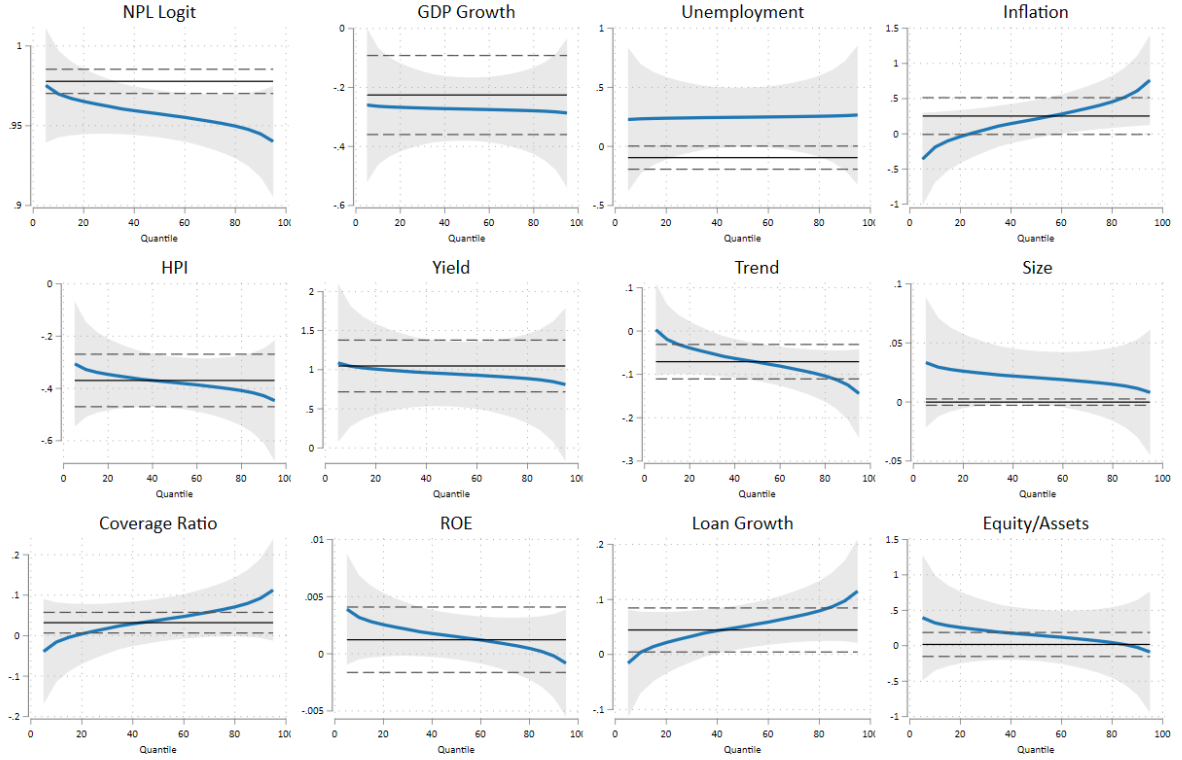 NPL Logit
1
.95
.9
0 20 40 60 80 100
Quantile
GDP Growth
0
-.2
-.4
-.6
0 20 40 60 80 100
Quantile
Unemployment
1
.5
0
-.5
0 20 40 60 80 100
Quantile
Inflation
1.5
1
.5
0
-.5
-1
0 20 40 60 80 100
Quantile
HPI
0
-.2
-.4
-.6
0 20 40 60 80 100
Quantile
Yield
2
1.5
1
.5
0
0 20 40 60 80 100
Quantile
Trend
.1
0
-.1
-.2
-.3
0 20 40 60 80 100
Quantile
Size
.1
.05
0
-.05
0 20 40 60 80 100
Quantile
Coverage Ratio
.2
.1
0
-.1
-.2
0 20 40 60 80 100
Quantile
ROE
.01
.005
0
-.005
0 20 40 60 80 100
Quantile
Loan Growth
.2
.1
0
-.1
0 20 40 60 80 100
Quantile
Equity/Assets
1.5
1
.5
0
-.5
-1
0 20 40 60 80 100
Quantile